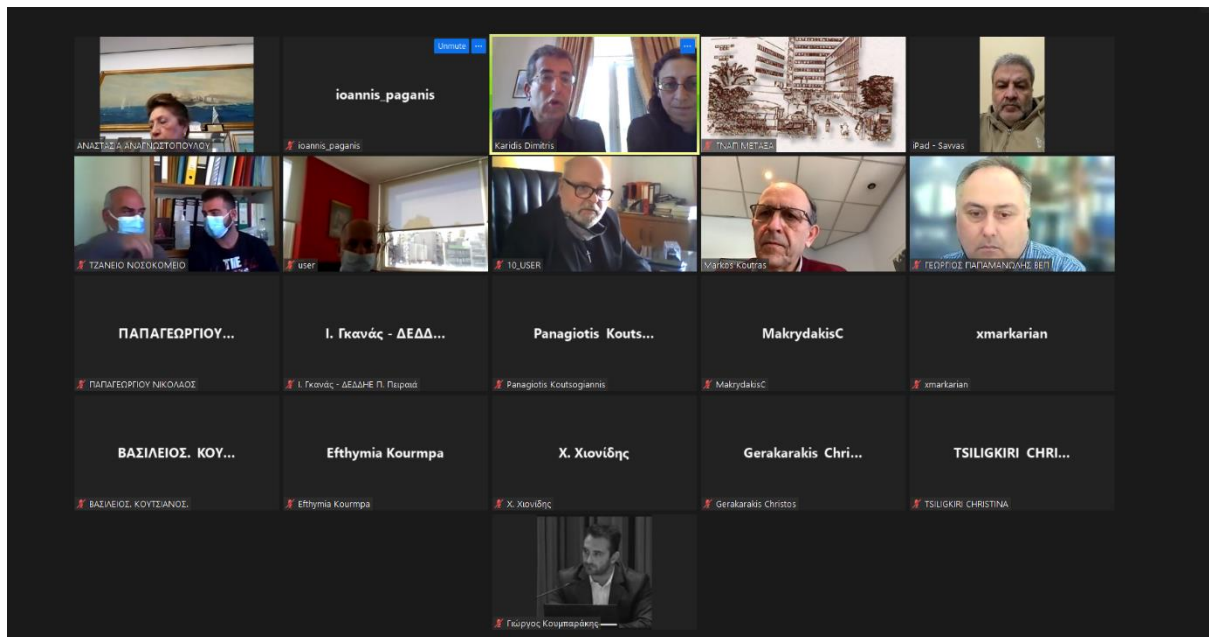 Unmute
ΑΝΑΣΤΑΣΙΑ ΑΝΑΓΝΩΣΤΟΠΟΥΛΟΥ
ioannis_paganis
ioannis_paganis
Karidis Dimitris
ΓΝΑΠ ΜΕΤΑΞΑ
iPad - Savvas
ΤΖΑΝΕΙΟ ΝΟΣΟΚΟΜΕΙΟ
user
10_USER
Markos Koutras
ΓΕΩΡΓΙΟΣ ΠΑΠΑΜΑΝΩΛΗΣ ΒΕΠ
ΠΑΠΑΓΕΩΡΓΙΟΥ...
Ι. Γκανάς - ΔΕΔΔ...
Panagiotis Kouts...
MakrydakisC
xmarkarian
ΠΑΠΑΓΕΩΡΓΙΟΥ ΝΙΚΟΛΑΟΣ
Ι. Γκανάς - ΔΕΔΔΗΕ Π. Πειραιά
Panagiotis Koutsogiannis
MakrydakisC
xmarkarian
ΒΑΣΙΛΕΙΟΣ. ΚΟΥ...
Efthymia Kourmpa
Χ. Χιονίδης
Gerakarakis Chri...
TSILIGKIRI CHRI...
ΒΑΣΙΛΕΙΟΣ. ΚΟΥΤΣΙΑΝΟΣ.
Efthymia Kourmpa
Χ. Χιονίδης
Gerakarakis Christos
TSILIGKIRI CHRISTINA
Γιώργος Κουμπαράκης